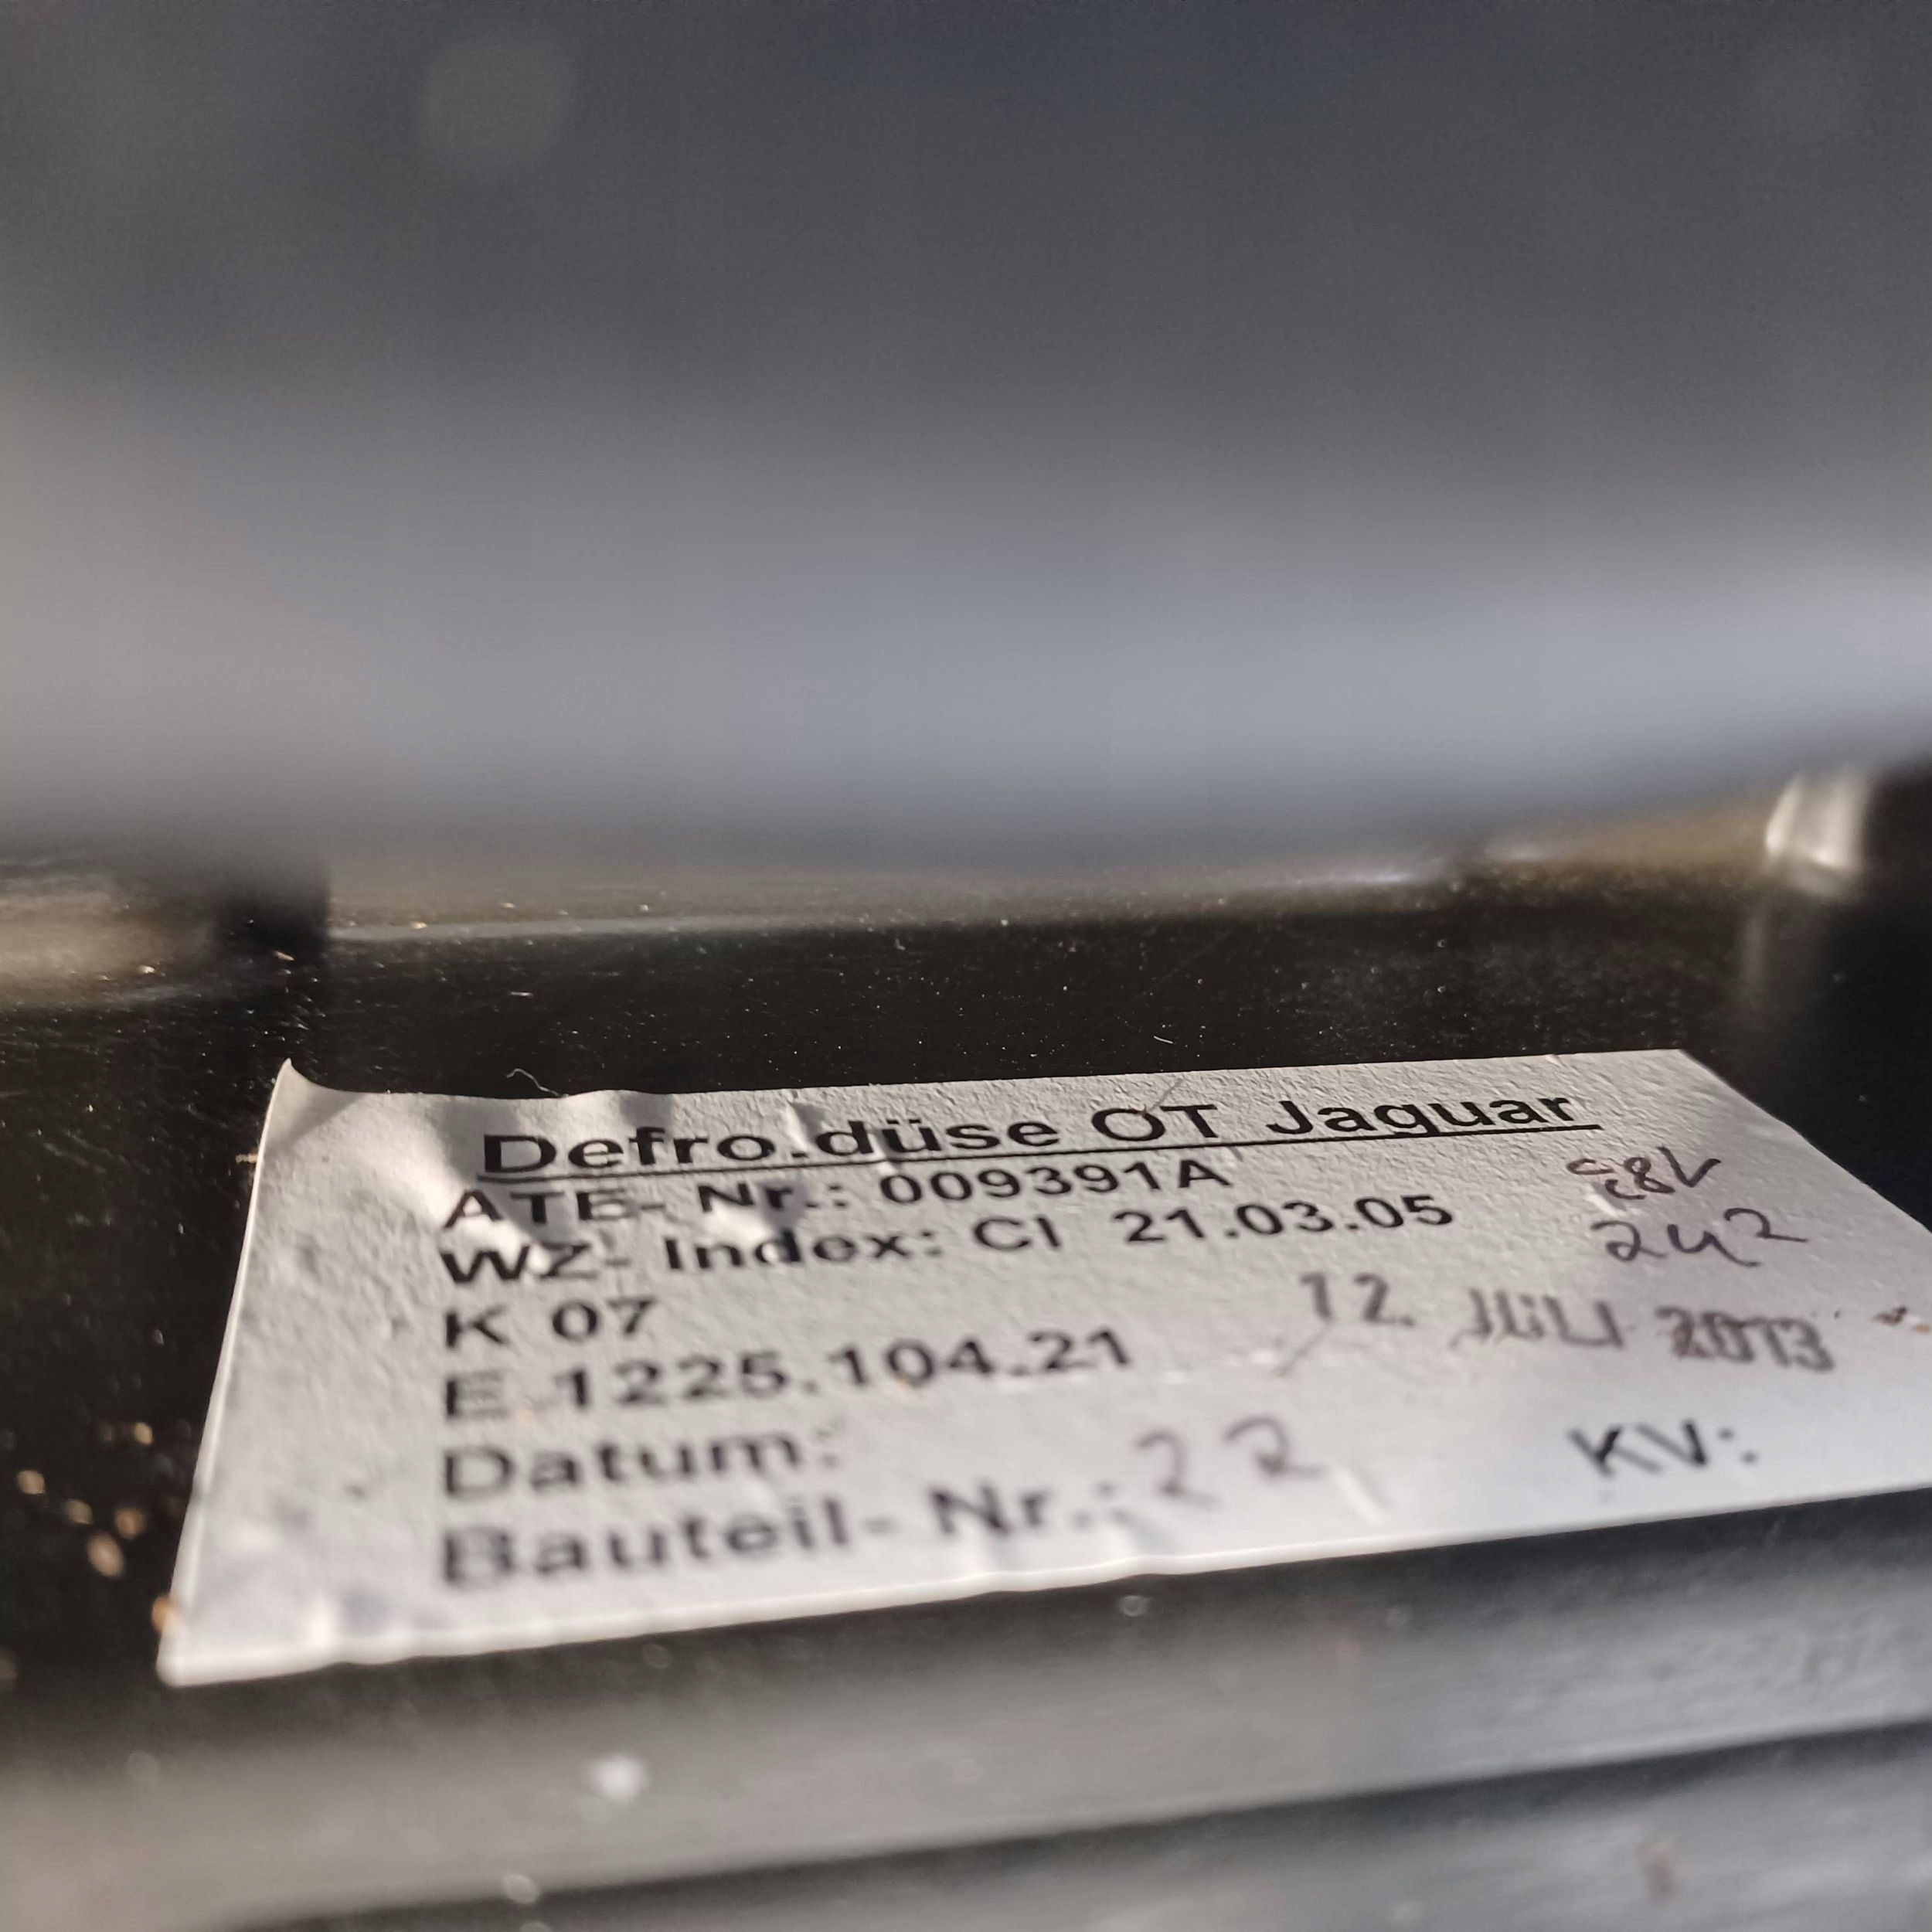 Defro.düse OT Jaguar
ATE- Nr.: 009391A
WZ- Index: CI 21.03.05
242
K 07
12. JULI 2013
E 1225.104.21
Datum:
KV:
Bauteil- Nr.: 22